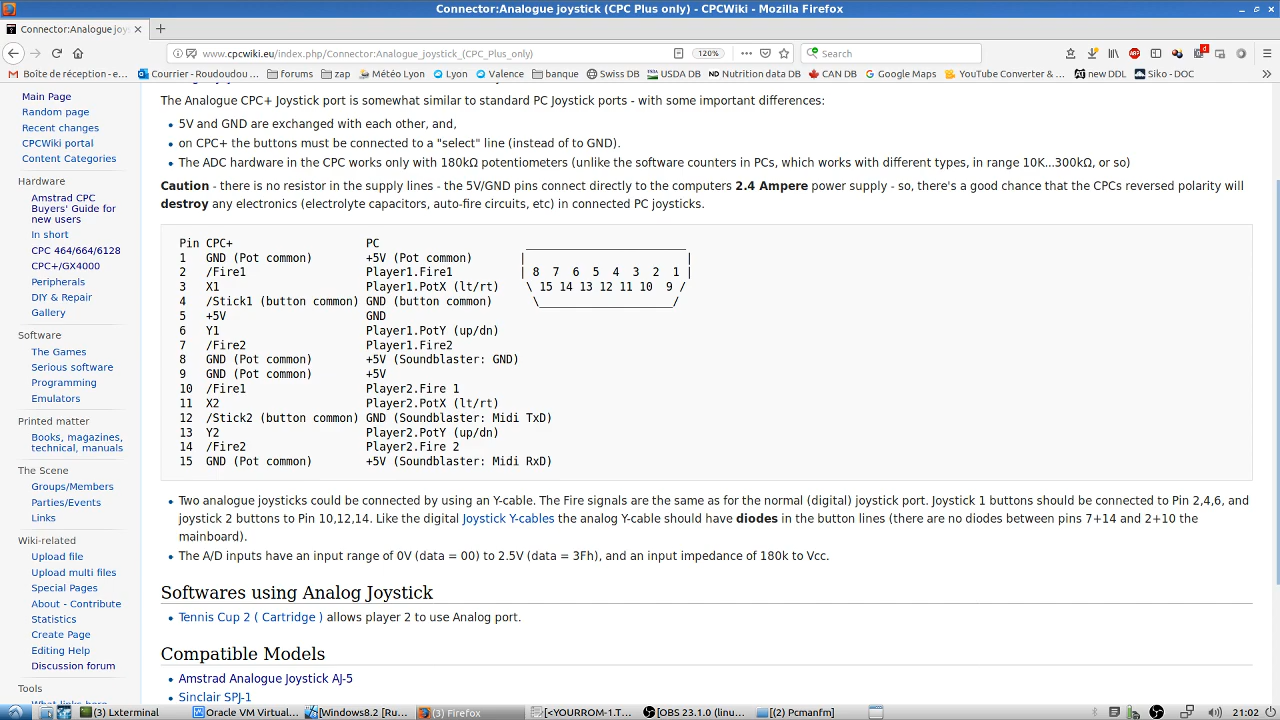 Connector:Analogue joystick (CPC Plus only) - CPCWiki - Mozilla Firefox
Connector:Analogue joys
www.cpcwiki.eu/index.php/Connector:Analogue_joystick_(CPC_Plus_only)
120%
Search
Boîte de réception - e...
Courrier - Roudoudou ...
forums
zap
Météo Lyon
Lyon
Valence
banque
Swiss DB
USDA DB
Nutrition data DB
CAN DB
Google Maps
YouTube Converter &...
new DDL
Siko - DOC
Main Page
Random page
Recent changes
CPCWiki portal
Content Categories
Hardware
Amstrad CPC
Buyers' Guide for
new users
In short
CPC 464/664/6128
CPC+/GX4000
Peripherals
DIY & Repair
Gallery
Software
The Games
Serious software
Programming
Emulators
Printed matter
Books, magazines,
technical, manuals
The Scene
Groups/Members
Parties/Events
Links
Wiki-related
Upload file
Upload multi files
Special Pages
About - Contribute
Statistics
Create Page
Editing Help
Discussion forum
Tools
The Analogue CPC+ Joystick port is somewhat similar to standard PC Joystick ports - with some important differences:
5V and GND are exchanged with each other, and,
on CPC+ the buttons must be connected to a "select" line (instead of to GND).
The ADC hardware in the CPC works only with 180kΩ potentiometers (unlike the software counters in PCs, which works with different types, in range 10K...300kΩ, or so)
Caution - there is no resistor in the supply lines - the 5V/GND pins connect directly to the computers 2.4 Ampere power supply - so, there's a good chance that the CPCs reversed polarity will
destroy any electronics (electrolyte capacitors, auto-fire circuits, etc) in connected PC joysticks.
Pin CPC+ PC
1 GND (Pot common) +5V (Pot common)
2 /Fire1 Player1.Fire1 | 8 7 6 5 4 3 2 1 |
3 X1 Player1.PotX (lt/rt) \ 15 14 13 12 11 10 9 /
4 /Stick1 (button common) GND (button common)
5 +5V GND
6 Y1 Player1.PotY (up/dn)
7 /Fire2 Player1.Fire2
8 GND (Pot common) +5V (Soundblaster: GND)
9 GND (Pot common) +5V
10 /Fire1 Player2.Fire 1
11 X2 Player2.PotX (lt/rt)
12 /Stick2 (button common) GND (Soundblaster: Midi TxD)
13 Y2 Player2.PotY (up/dn)
14 /Fire2 Player2.Fire 2
15 GND (Pot common) +5V (Soundblaster: Midi RxD)
Two analogue joysticks could be connected by using an Y-cable. The Fire signals are the same as for the normal (digital) joystick port. Joystick 1 buttons should be connected to Pin 2,4,6, and
joystick 2 buttons to Pin 10,12,14. Like the digital Joystick Y-cables the analog Y-cable should have diodes in the button lines (there are no diodes between pins 7+14 and 2+10 the
mainboard).
The A/D inputs have an input range of 0V (data = 00) to 2.5V (data = 3Fh), and an input impedance of 180k to Vcc.
Softwares using Analog Joystick
Tennis Cup 2 ( Cartridge ) allows player 2 to use Analog port.
Compatible Models
Amstrad Analogue Joystick AJ-5
Sinclair SPJ-1
(3) Lxterminal
Oracle VM Virtual...
[Windows8.2 [Ru...
(3) Firefox
[<YOURROM-1.T...
[OBS 23.1.0 (linu...
[(2) Pcmanfm]
21:02